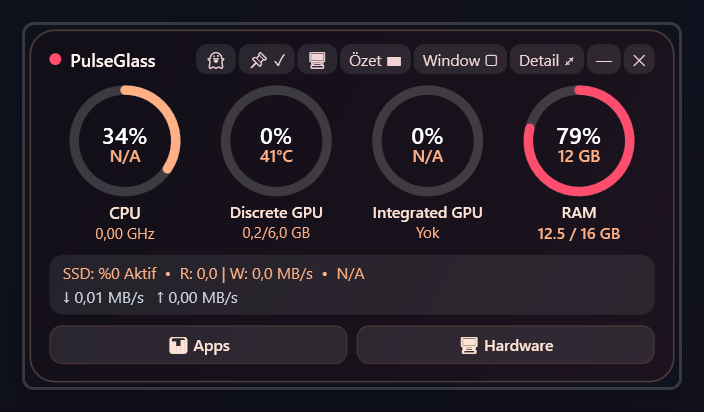 PulseGlass
Özet
Window
Detail
34%
N/A
0%
41°C
0%
N/A
79%
12 GB
CPU
0,00 GHz
Discrete GPU
0,2/6,0 GB
Integrated GPU
Yok
RAM
12.5 / 16 GB
SSD: %0 Aktif • R: 0,0 | W: 0,0 MB/s • N/A
↓ 0,01 MB/s ↑ 0,00 MB/s
Apps
Hardware